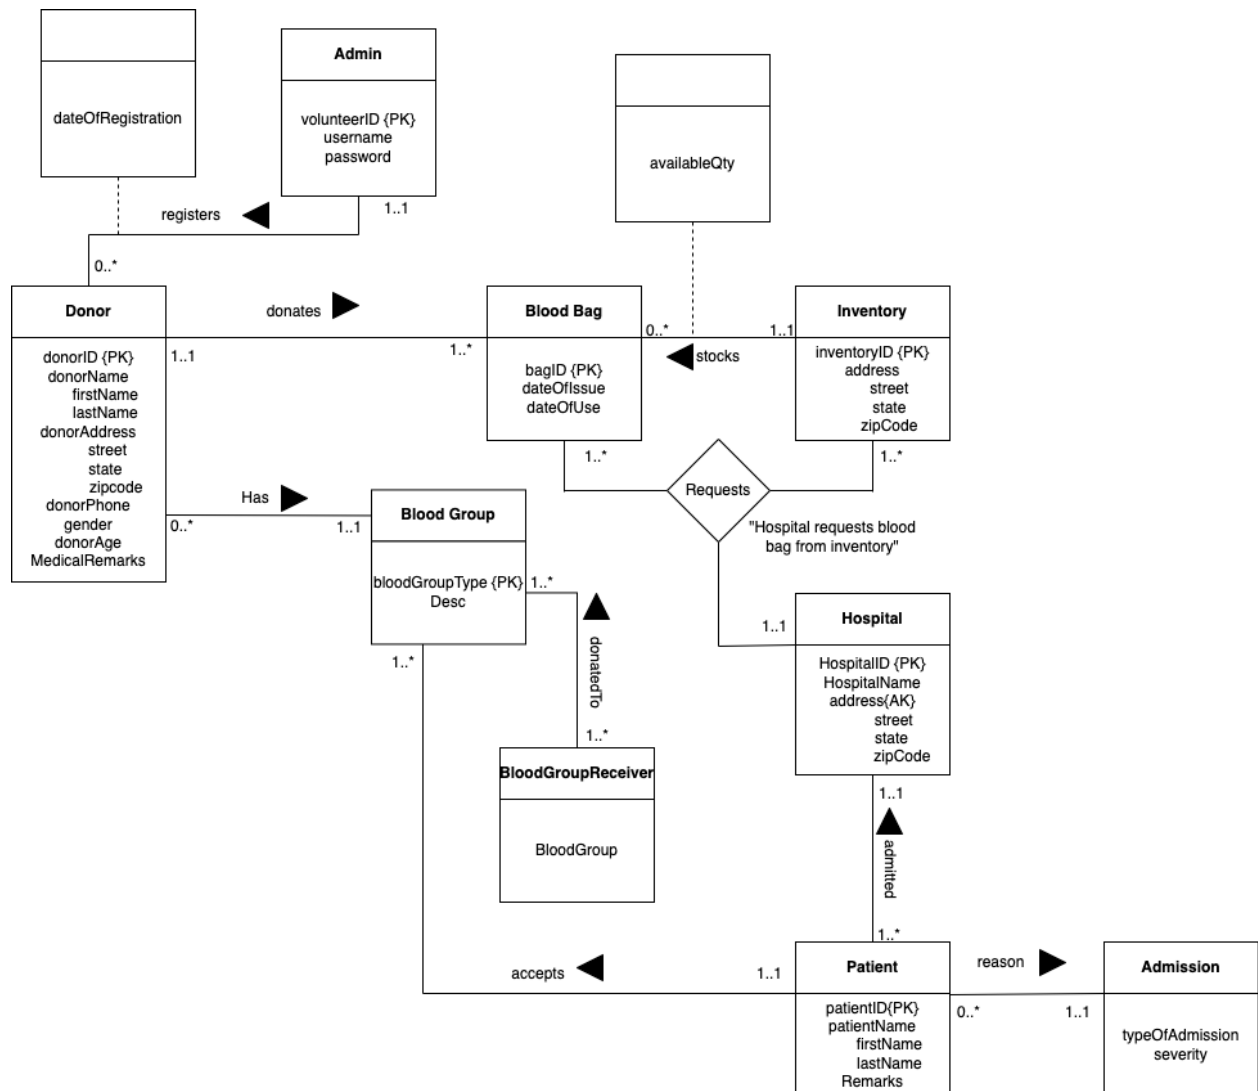 dateOfRegistration
Admin
volunteerID {PK}
username
password
registers
1..1
0..*
availableQty
Donor
donorID {PK}
donorName
firstName
lastName
donorAddress
street
state
zipcode
donorPhone
gender
donorAge
MedicalRemarks
donates
1..1
1..*
Blood Bag
bagID {PK}
dateOfIssue
dateOfUse
0..*
1..1
stocks
Inventory
inventoryID {PK}
address
street
state
zipCode
1..*
1..*
Requests
"Hospital requests blood
bag from inventory"
Has
0..*
1..1
Blood Group
bloodGroupType {PK}
Desc
1..*
1..*
donatedTo
1..*
BloodGroupReceiver
BloodGroup
1..1
Hospital
HospitalID {PK}
HospitalName
address{AK}
street
state
zipCode
1..1
admitted
1..*
accepts
1..1
Patient
patientID{PK}
patientName
firstName
lastName
Remarks
reason
0..*
1..1
Admission
typeOfAdmission
severity